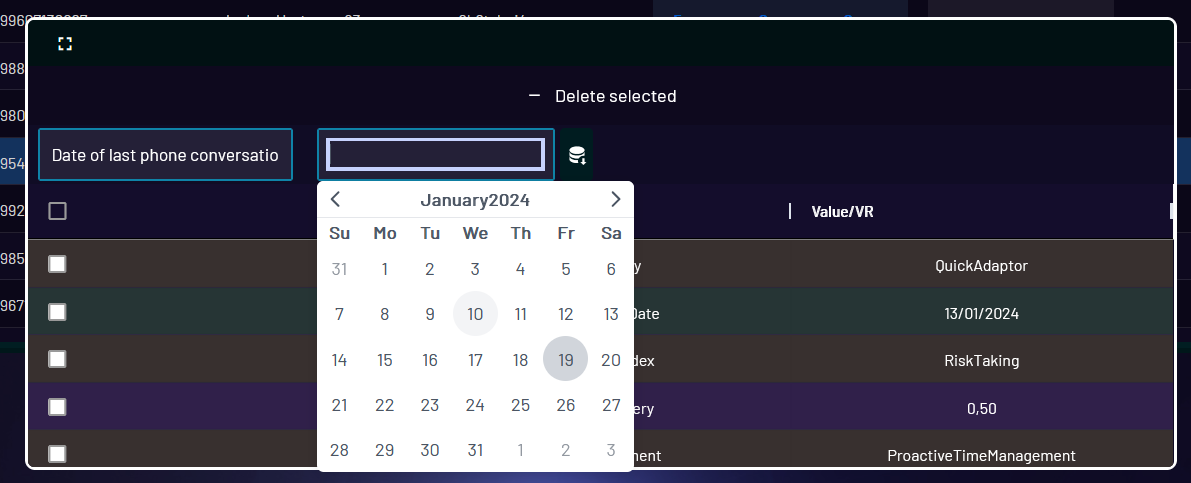 988
980
954
992
985
967
Delete selected
Date of last phone conversatio
January2024
Su Mo Tu We Th Fr Sa
31 1 2 3 4 5 6
7 8 9 10 11 12 13
14 15 16 17 18 19 20
21 22 23 24 25 26 27
28 29 30 31 1 2 3
Value/VR
y QuickAdaptor
Date 13/01/2024
dex RiskTaking
ery 0,50
ment ProactiveTimeManagement